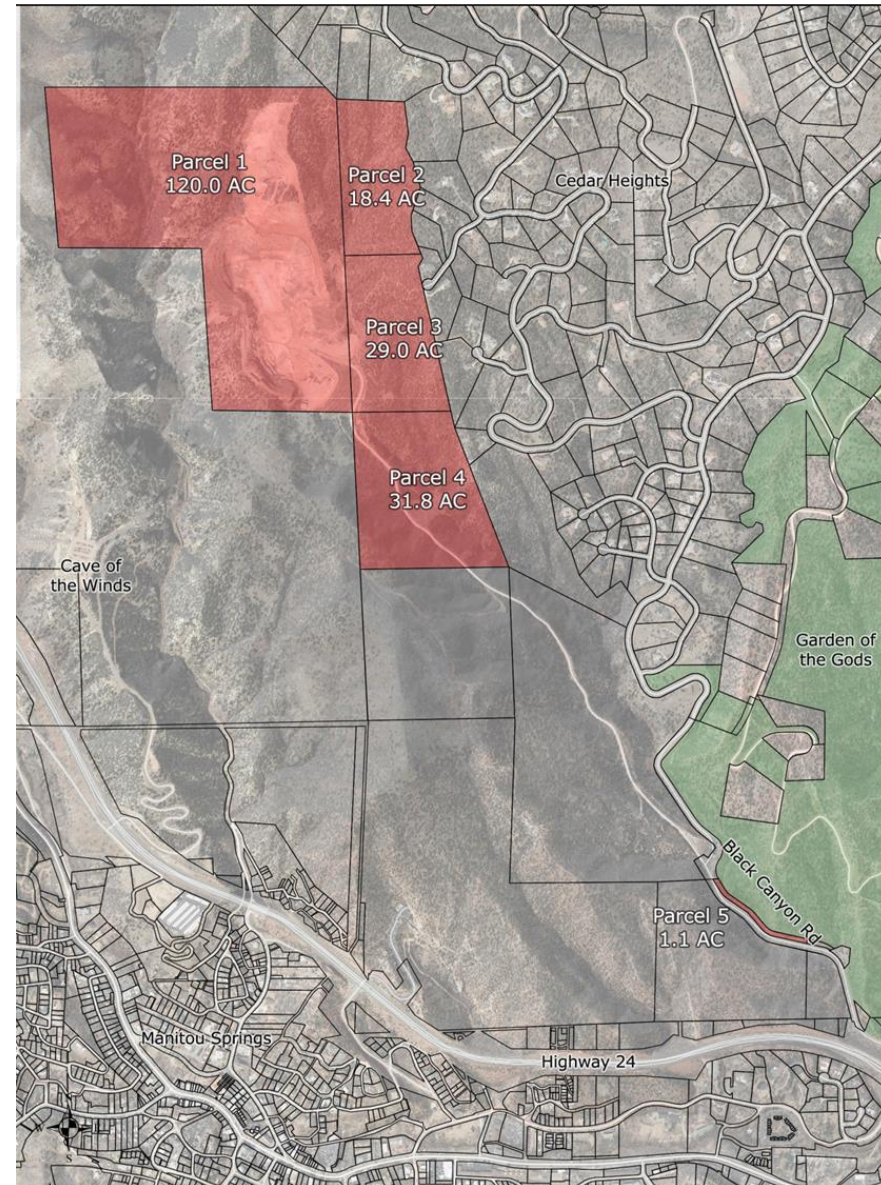 Parcel 1
120.0 AC
Parcel 2
18.4 AC
Cedar Heights
Parcel 3
29.0 AC
Parcel 4
31.8 AC
Cave of
the Winds
Garden of
the Gods
Black Canyon Rd
Parcel 5
1.1 AC
Manitou Springs
Highway 24